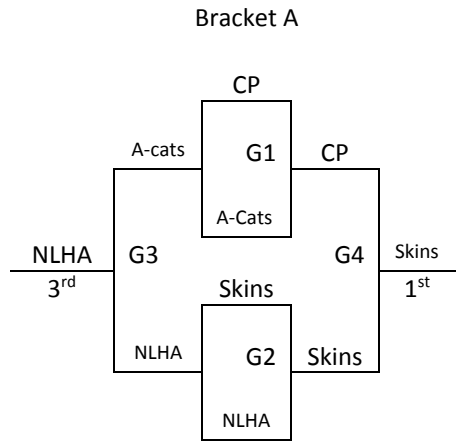 Bracket A
CP
A-cats
G1
CP
A-Cats
NLHA
G3
G4
Skins
3rd
Skins
1st
NLHA
G2
Skins
NLHA